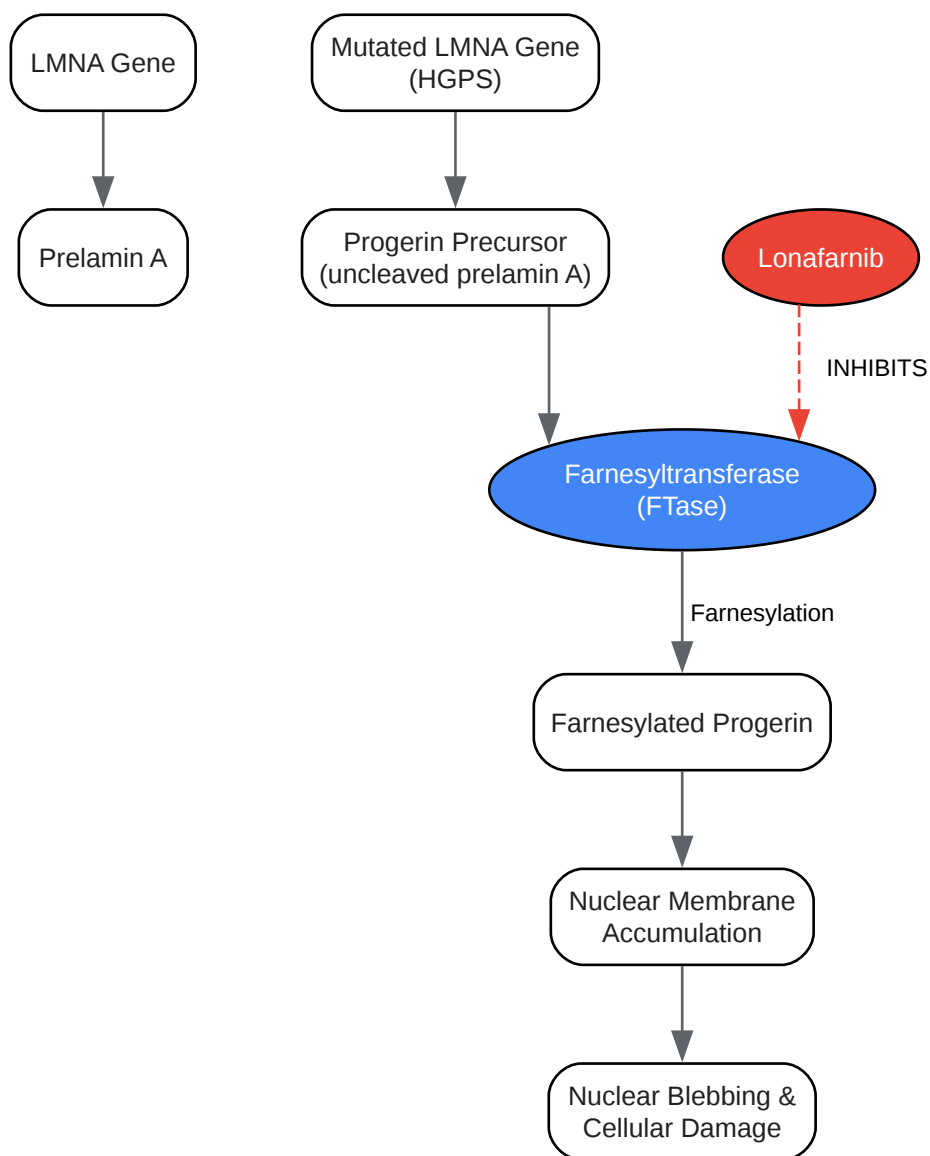 LMNA Gene
Mutated LMNA Gene
(HGPS)
Prelamin A
Progerin Precursor
(uncleaved prelamin A)
Lonafarnib
INHIBITS
Farnesyltransferase
(FTase)
Farnesylation
Farnesylated Progerin
Nuclear Membrane
Accumulation
Nuclear Blebbing &
Cellular Damage